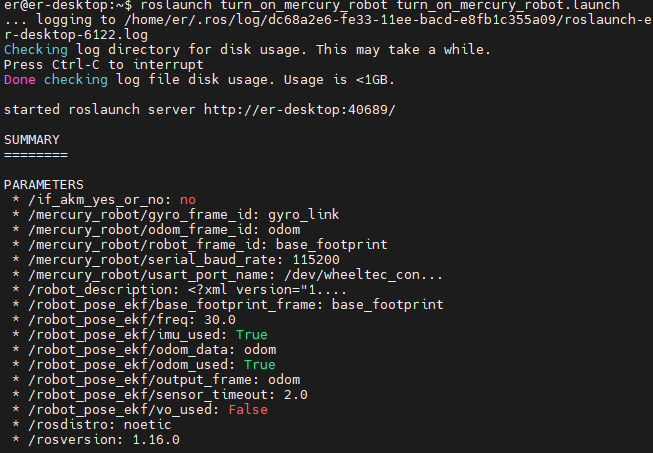 er@er-desktop:~$ roslaunch turn_on_mercury_robot turn_on_mercury_robot.launch
... logging to /home/er/.ros/log/dc68a2e6-fe33-11ee-bacd-e8fb1c355a09/roslaunch-e
r-desktop-6122.log
Checking log directory for disk usage. This may take a while.
Press Ctrl-C to interrupt
Done checking log file disk usage. Usage is <1GB.
started roslaunch server http://er-desktop:40689/
SUMMARY
========
PARAMETERS
* /if_akm_yes_or_no: no
* /mercury_robot/gyro_frame_id: gyro_link
* /mercury_robot/odom_frame_id: odom
* /mercury_robot/robot_frame_id: base_footprint
* /mercury_robot/serial_baud_rate: 115200
* /mercury_robot/usart_port_name: /dev/wheeltec_con...
* /robot_description: <?xml version="1....
* /robot_pose_ekf/base_footprint_frame: base_footprint
* /robot_pose_ekf/freq: 30.0
* /robot_pose_ekf/imu_used: True
* /robot_pose_ekf/odom_data: odom
* /robot_pose_ekf/odom_used: True
* /robot_pose_ekf/output_frame: odom
* /robot_pose_ekf/sensor_timeout: 2.0
* /robot_pose_ekf/vo_used: False
* /rosdistro: noetic
* /rosversion: 1.16.0